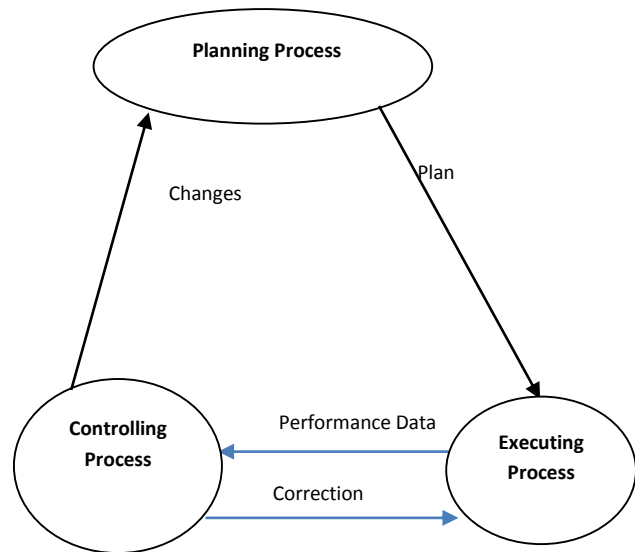 Planning Process
Plan
Changes
Performance Data
Controlling
Process
Executing
Process
Correction